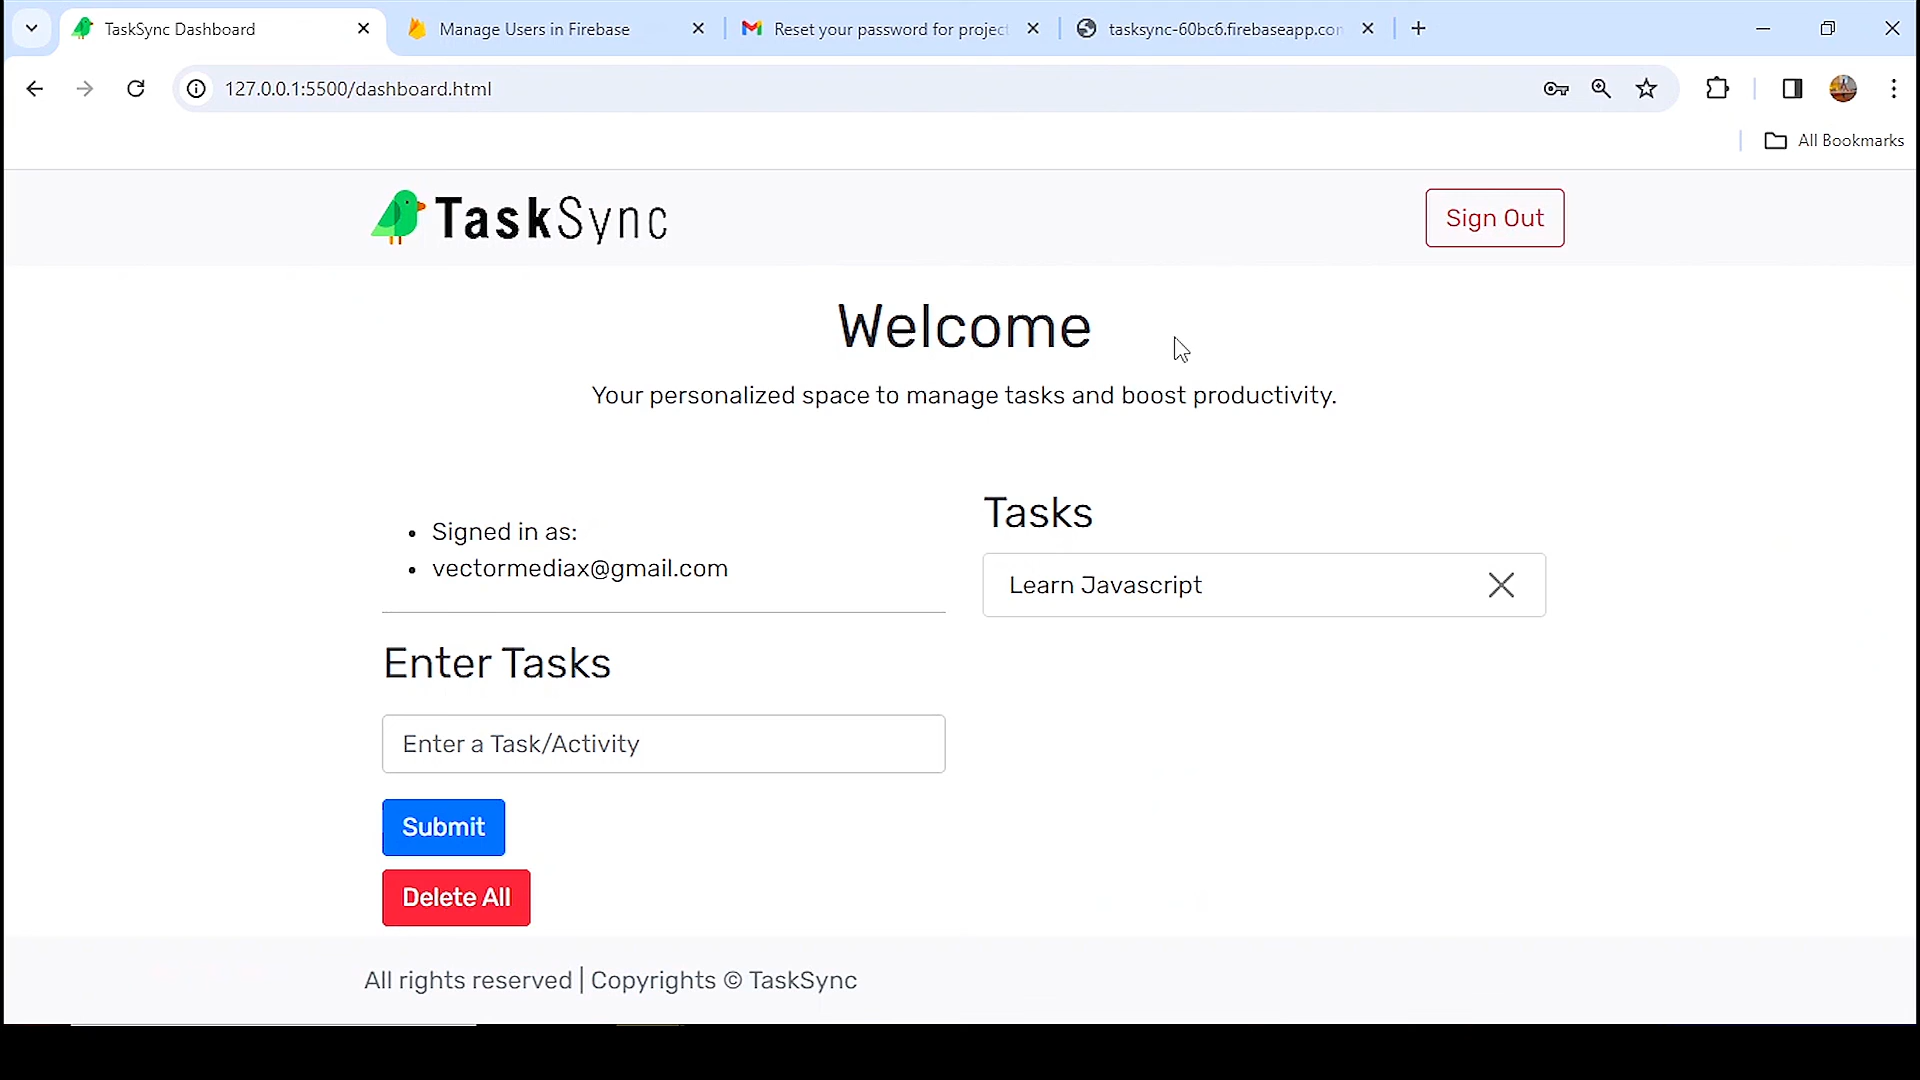 TaskSync Dashboard
Manage Users in Firebase
Reset your password for projec
tasksync-60bc6.firebaseapp.con
127.0.0.1:5500/dashboard.html
All Bookmarks
TaskSync
Sign Out
Welcome
Your personalized space to manage tasks and boost productivity.
Signed in as:
vectormediax@gmail.com
Enter Tasks
Enter a Task/Activity
Submit
Delete All
Tasks
Learn Javascript
All rights reserved | Copyrights © TaskSync